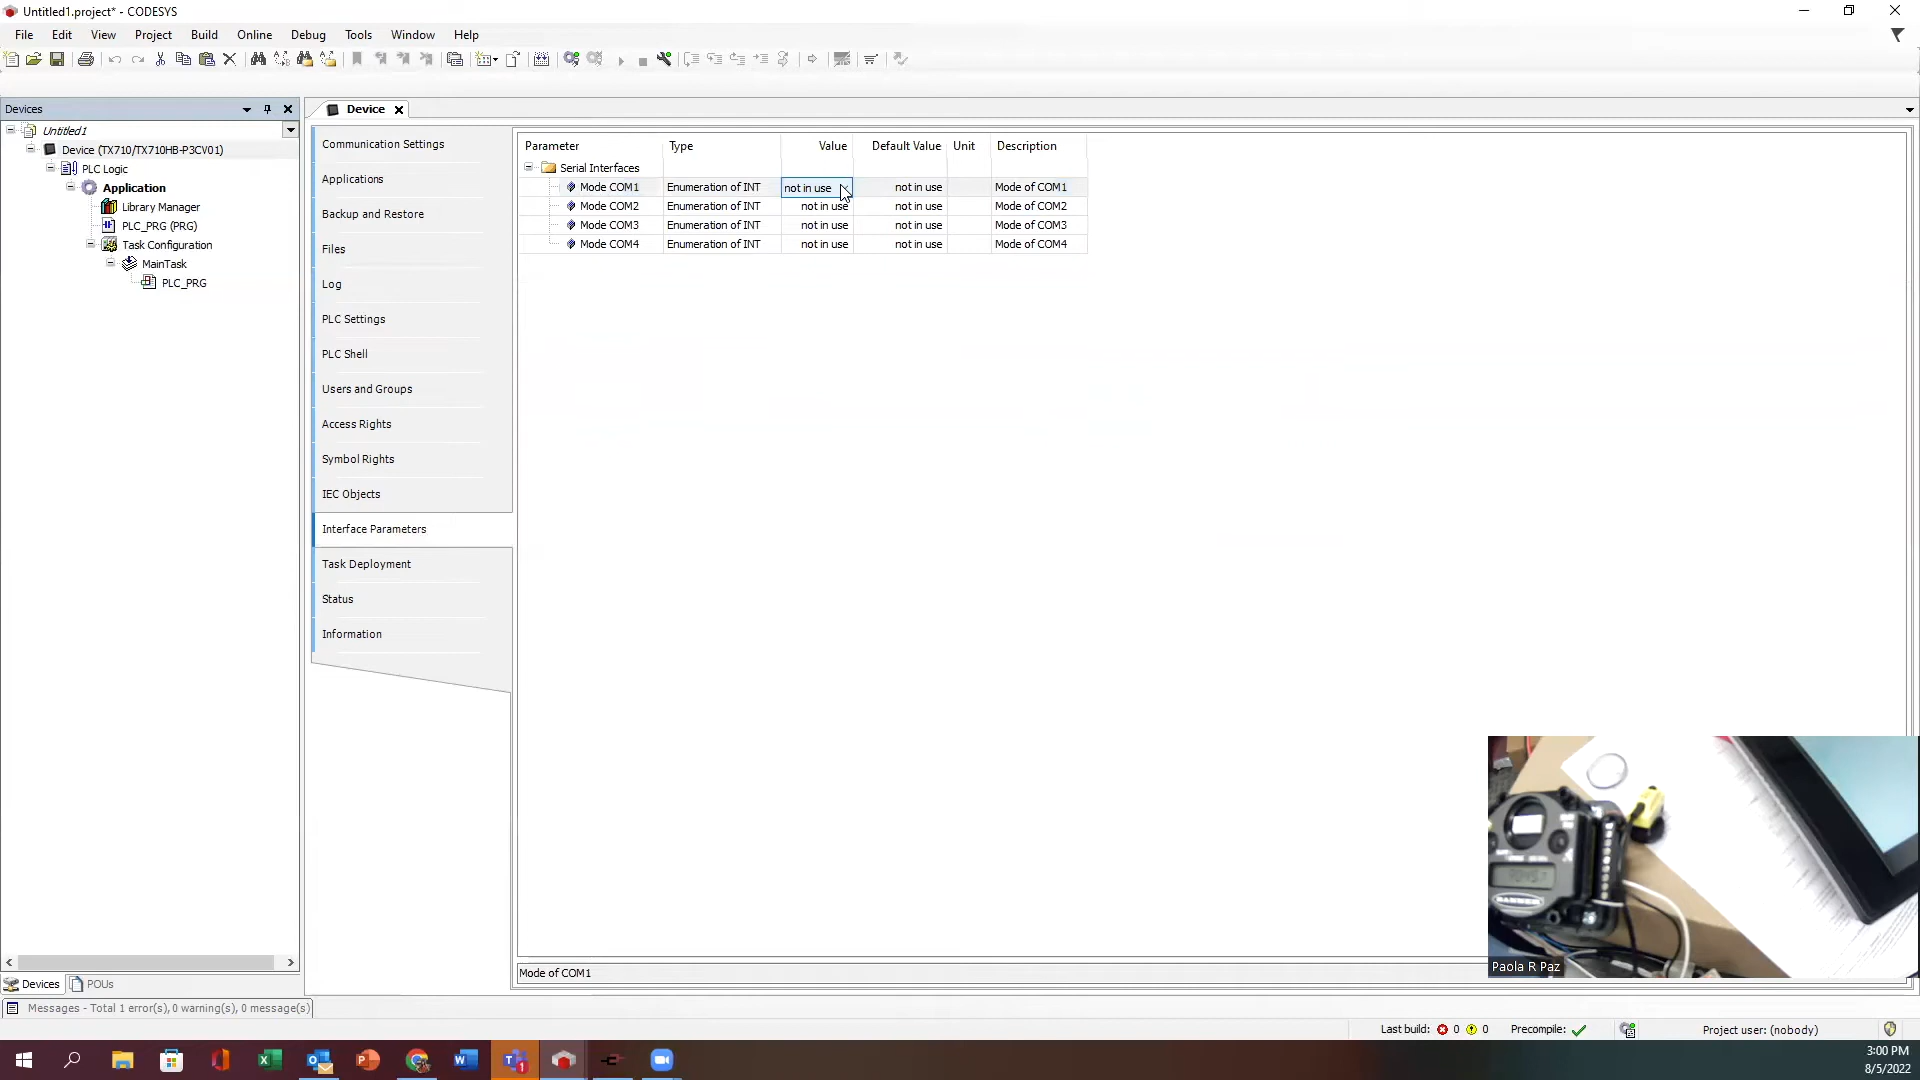 Untitled1.project* - CODESYS
File Edit View Project Build Online Debug Tools Window Help
Devices
Untitled1
Device (TX710/TX710HB-P3CV01)
PLC Logic
Application
Library Manager
PLC_PRG (PRG)
Task Configuration
MainTask
PLC_PRG
Device
Communication Settings
Applications
Backup and Restore
Files
Log
PLC Settings
PLC Shell
Users and Groups
Access Rights
Symbol Rights
IEC Objects
Interface Parameters
Task Deployment
Status
Information
Parameter Type Value Default Value Unit Description
Serial Interfaces
Mode COM1 Enumeration of INT not in use not in use Mode of COM1
Mode COM2 Enumeration of INT not in use not in use Mode of COM2
Mode COM3 Enumeration of INT not in use not in use Mode of COM3
Mode COM4 Enumeration of INT not in use not in use Mode of COM4
BANNER
Paola R Paz
Mode of COM1
Devices POUs
Messages - Total 1 error(s), 0 warning(s), 0 message(s)
Last build: 0 0 Precompile: Project user: (nobody)
3:00 PM
8/5/2022